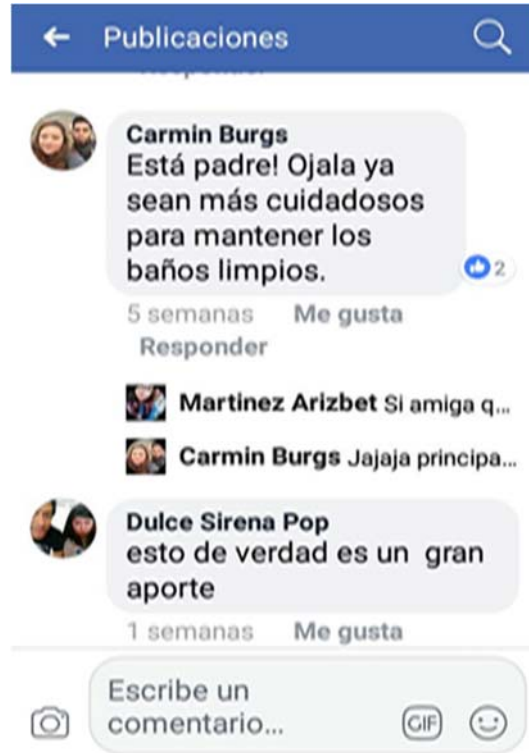 Publicaciones
Carmin Burgs
Está padre! Ojala ya
sean más cuidadosos
para mantener los
baños limpios.
2
5 semanas Me gusta
Responder
Martinez Arizbet Si amiga q...
Carmin Burgs Jajaja principa...
Dulce Sirena Pop
esto de verdad es un gran
aporte
1 semanas Me gusta
Escribe un
comentario...
GIF